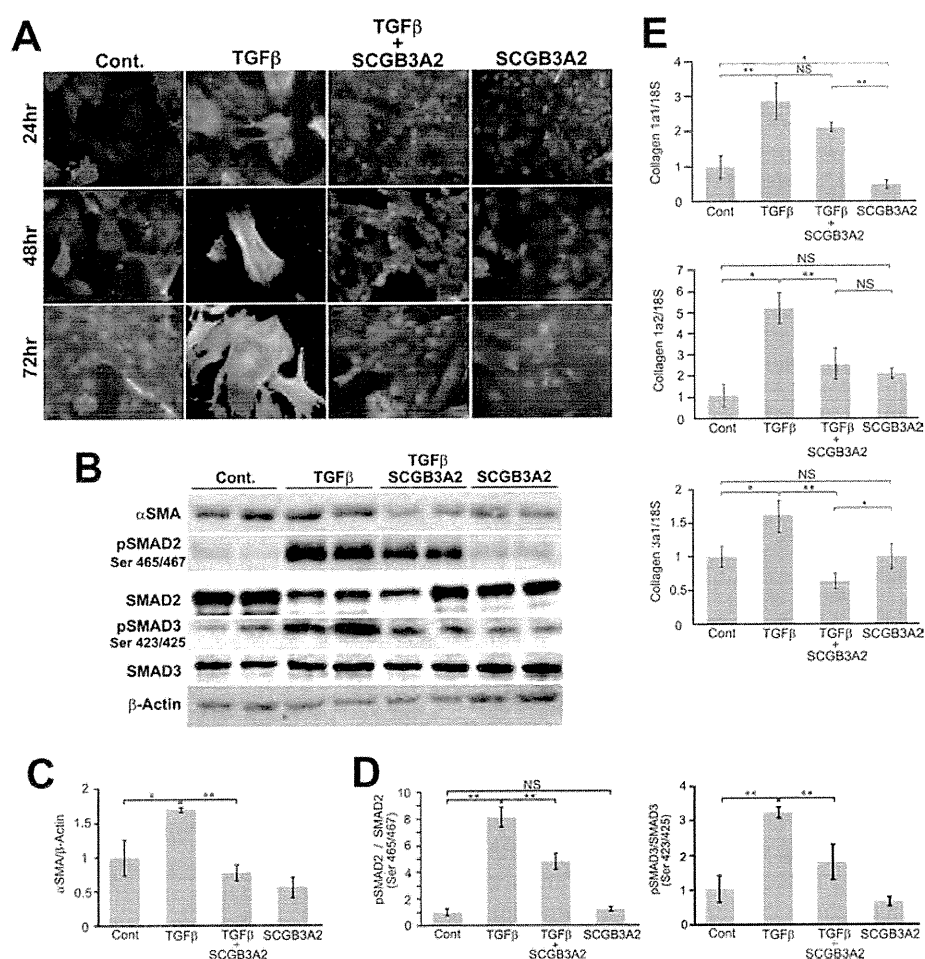 A
Cont.
TGFβ
TGFβ
+
SCGB3A2
SCGB3A2
24hr
48hr
72hr
B
Cont.
TGFβ
TGFβ
SCGB3A2
SCGB3A2
αSMA
pSMAD2
Ser 465/467
SMAD2
pSMAD3
Ser 423/425
SMAD3
β-Actin
C
αSMA/β-Actin
2
1.5
1
0.5
0
*
**
Cont
TGFβ
TGFβ
+
SCGB3A2
SCGB3A2
D
pSMAD2 / SMAD2
(Ser 465/467)
10
8
6
4
2
0
NS
**
**
Cont
TGFβ
TGFβ
+
SCGB3A2
SCGB3A2
pSMAD3/SMAD3
(Ser 423/425)
4
3
2
1
0
**
**
Cont
TGFβ
TGFβ
+
SCGB3A2
SCGB3A2
E
Collagen 1a1/18S
4
3
2
1
0
*
**
NS
**
Cont
TGFβ
TGFβ
+
SCGB3A2
SCGB3A2
Collagen 1a2/18S
7
6
5
4
3
2
1
0
NS
*
**
NS
Cont
TGFβ
TGFβ
+
SCGB3A2
SCGB3A2
Collagen 3a1/18S
2
1.5
1
0.5
0
NS
*
**
*
Cont
TGFβ
TGFβ
+
SCGB3A2
SCGB3A2